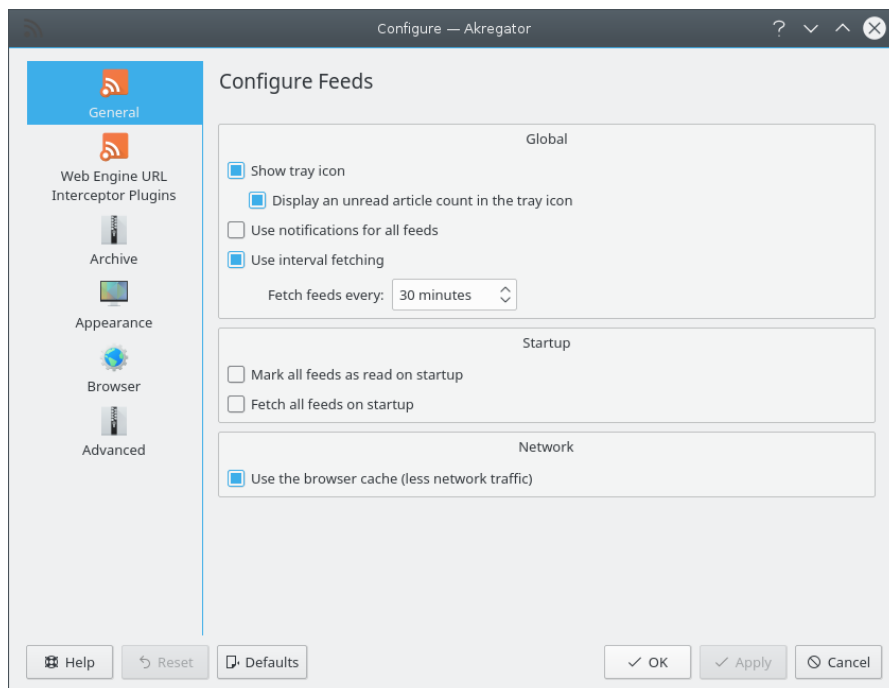 Configure — Akregator
General
Web Engine URL
Interceptor Plugins
Archive
Appearance
Browser
Advanced
Configure Feeds
Global
Show tray icon
Display an unread article count in the tray icon
Use notifications for all feeds
Use interval fetching
Fetch feeds every: 30 minutes
Startup
Mark all feeds as read on startup
Fetch all feeds on startup
Network
Use the browser cache (less network traffic)
Help Reset Defaults OK Apply Cancel